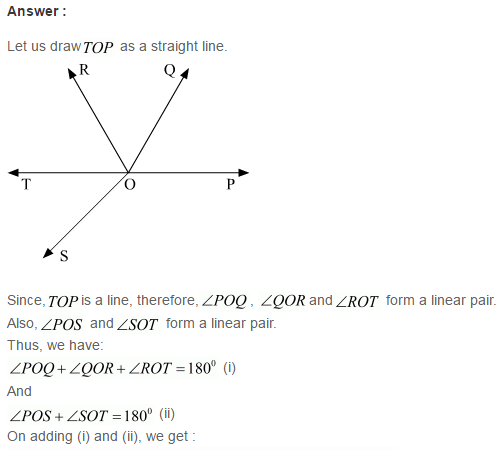 Answer :
Let us draw TOP as a straight line.
R Q
T O P
S
Since, TOP is a line, therefore, ∠POQ , ∠QOR and ∠ROT form a linear pair.
Also, ∠POS and ∠SOT form a linear pair.
Thus, we have:
∠POQ + ∠QOR + ∠ROT = 180⁰ (i)
And
∠POS + ∠SOT = 180⁰ (ii)
On adding (i) and (ii), we get :